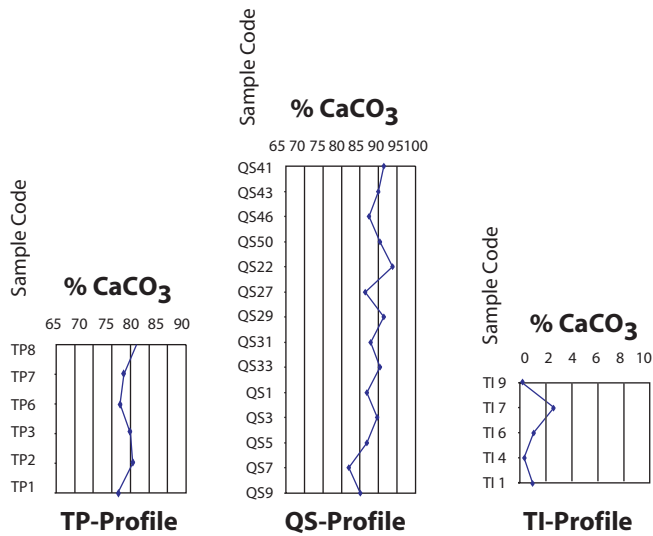 Sample Code
% CaCO3
65 70 75 80 85 90
TP8
TP7
TP6
TP3
TP2
TP1
TP-Profile
Sample Code
% CaCO3
65 70 75 80 85 90 95 100
QS41
QS43
QS46
QS50
QS22
QS27
QS29
QS31
QS33
QS1
QS3
QS5
QS7
QS9
QS-Profile
Sample Code
% CaCO3
0 2 4 6 8 10
TI 9
TI 7
TI 6
TI 4
TI 1
TI-Profile